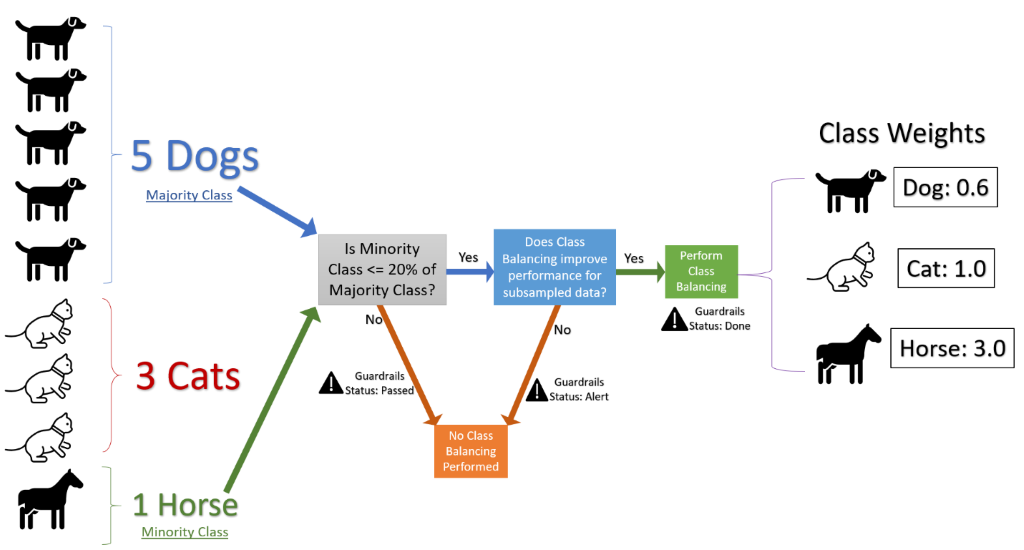 5 Dogs
Majority Class
3 Cats
1 Horse
Minority Class
Is Minority
Class <= 20% of
Majority Class?
Yes
No
Guardrails
Status: Passed
Does Class
Balancing improve
performance for
subsampled data?
Yes
No
Guardrails
Status: Alert
No Class
Balancing
Performed
Perform
Class
Balancing
Guardrails
Status: Done
Class Weights
Dog: 0.6
Cat: 1.0
Horse: 3.0